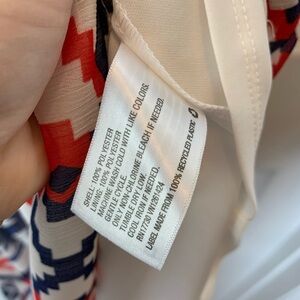 SHELL: 100% POLYESTER
LINING: 100% POLYESTER
MACHINE WASH COLD WITH LIKE COLORS.
GENTLE CYCLE.
ONLY NON-CHLORINE BLEACH IF NEEDED.
TUMBLE DRY LOW.
COOL IRON IF NEEDED.
LABEL MADE FROM 100% RECYCLED PLASTIC